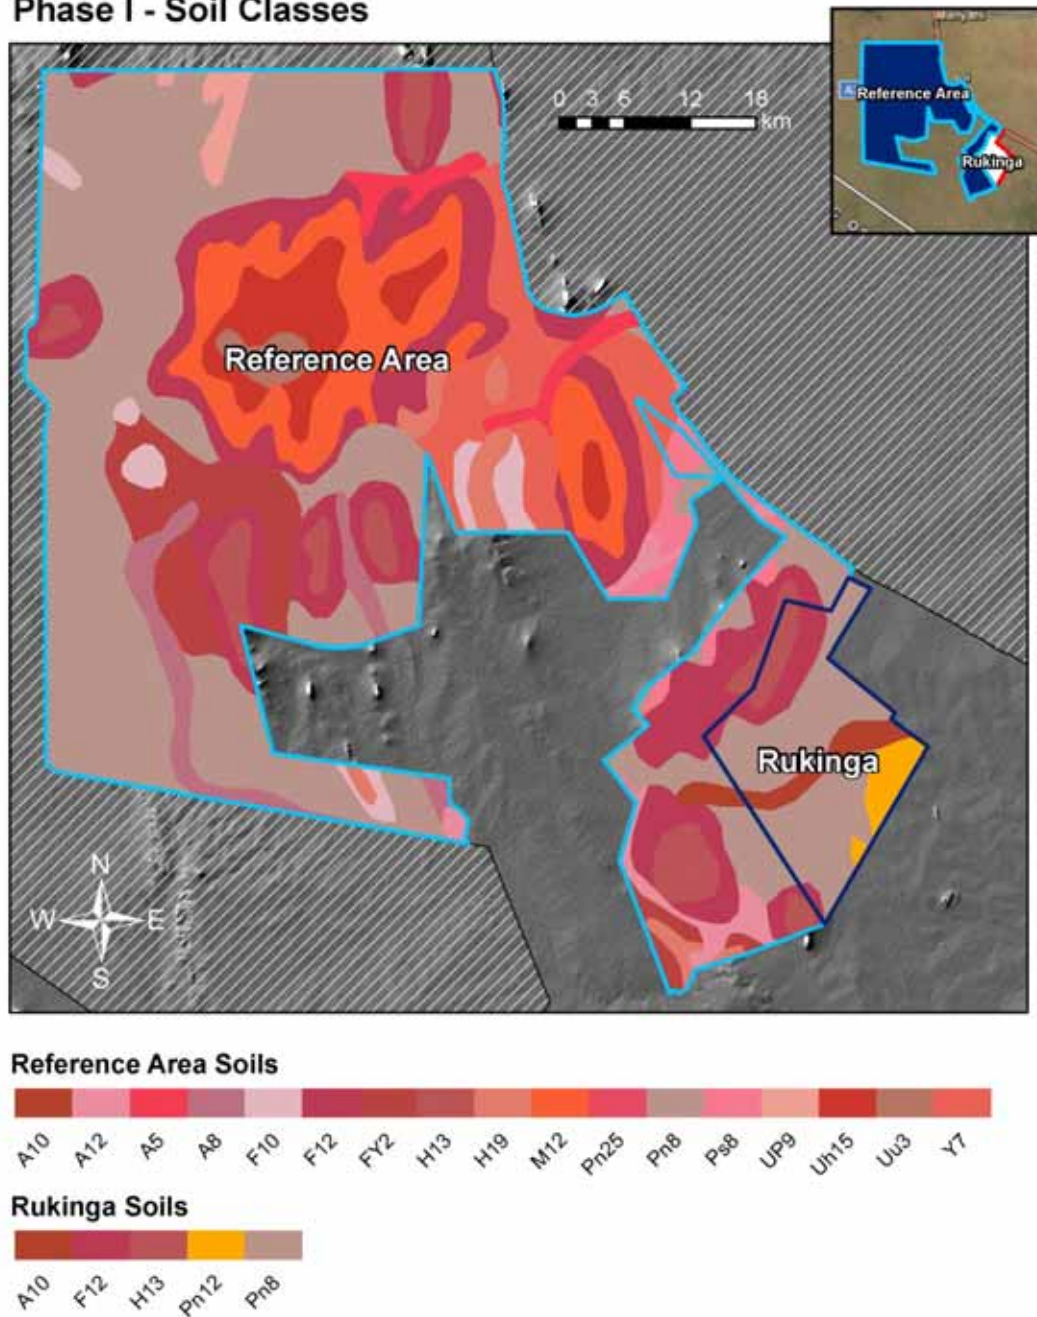 Phase I - Soil Classes
0 3 6 12 18
km
Reference Area
Rukinga
Reference Area
Rukinga
N
W E
S
Reference Area Soils
A10 A12 A5 A8 F10 F12 FY2 H13 H19 M12 Pn25 Pn8 Ps8 UP9 Uh15 Uu3 Y7
Rukinga Soils
A10 F12 H13 Pn12 Pn8